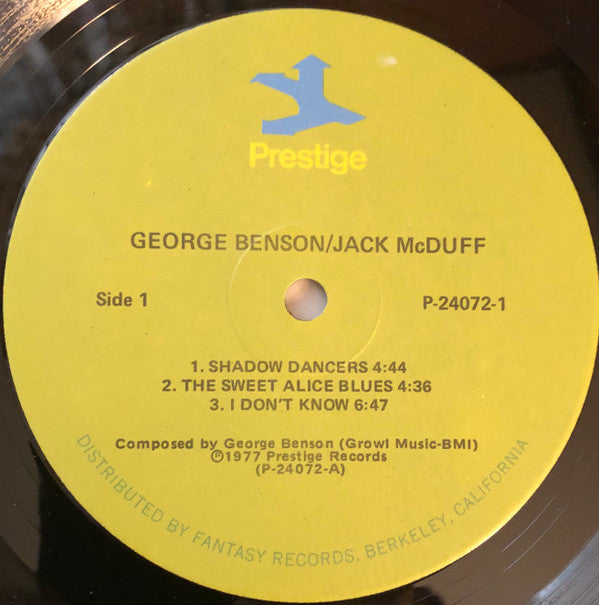 Prestige
GEORGE BENSON/JACK McDUFF
Side 1
P-24072-1
1. SHADOW DANCERS 4:44
2. THE SWEET ALICE BLUES 4:36
3. I DON'T KNOW 6:47
Composed by George Benson (Growl Music-BMI)
℗1977 Prestige Records
(P-24072-A)
DISTRIBUTED BY FANTASY RECORDS, BERKELEY, CALIFORNIA